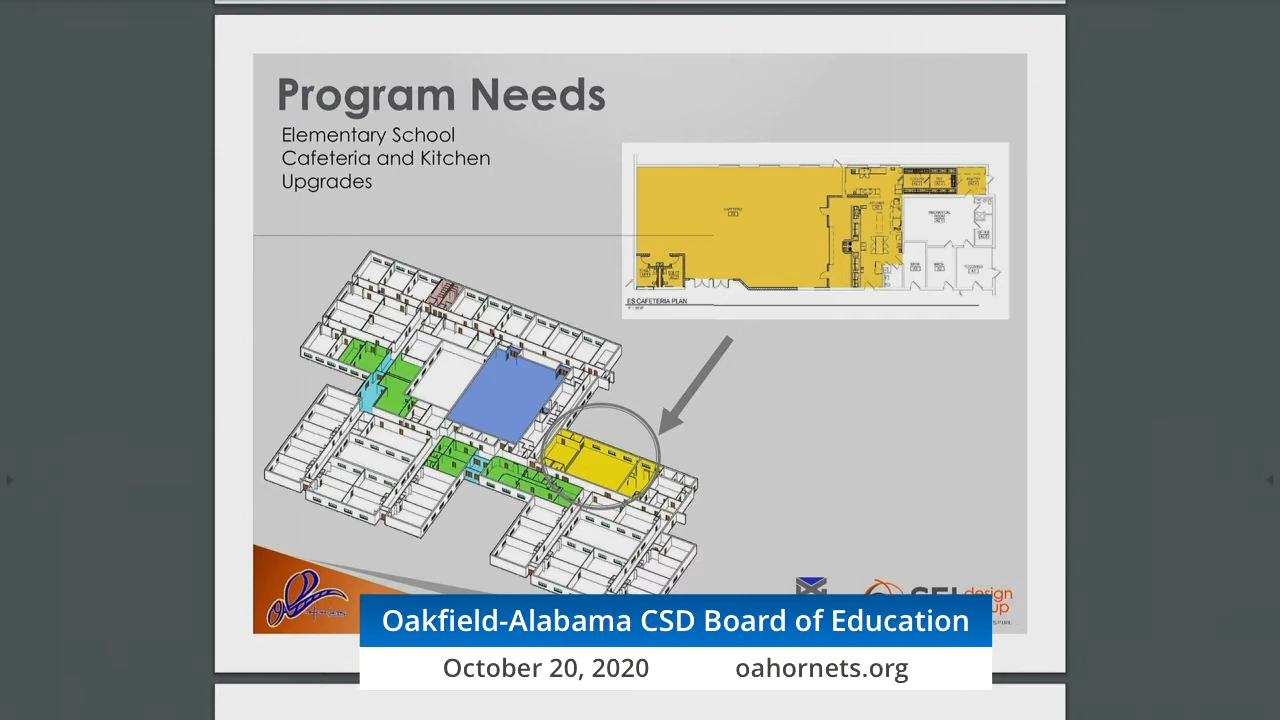 Program Needs
Elementary School
Cafeteria and Kitchen
Upgrades
ES CAFETERIA PLAN
design
Oakfield-Alabama CSD Board of Education
October 20, 2020
oahornets.org